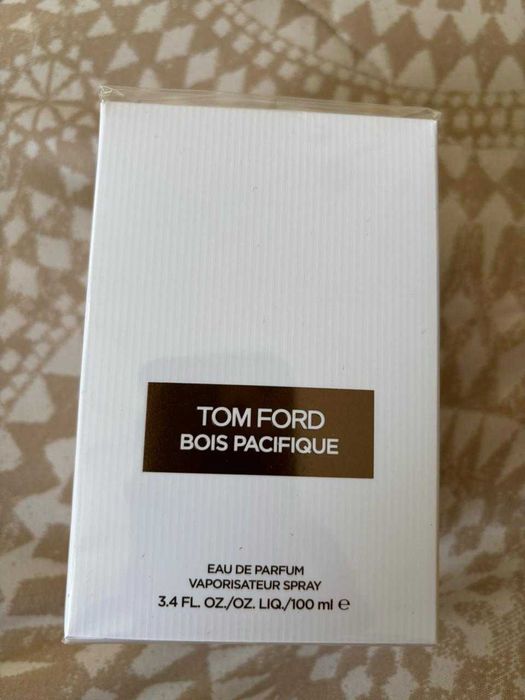 TOM FORD
BOIS PACIFIQUE
EAU DE PARFUM
VAPORISATEUR SPRAY
3.4 FL. OZ./OZ. LIQ./100 ml ℮